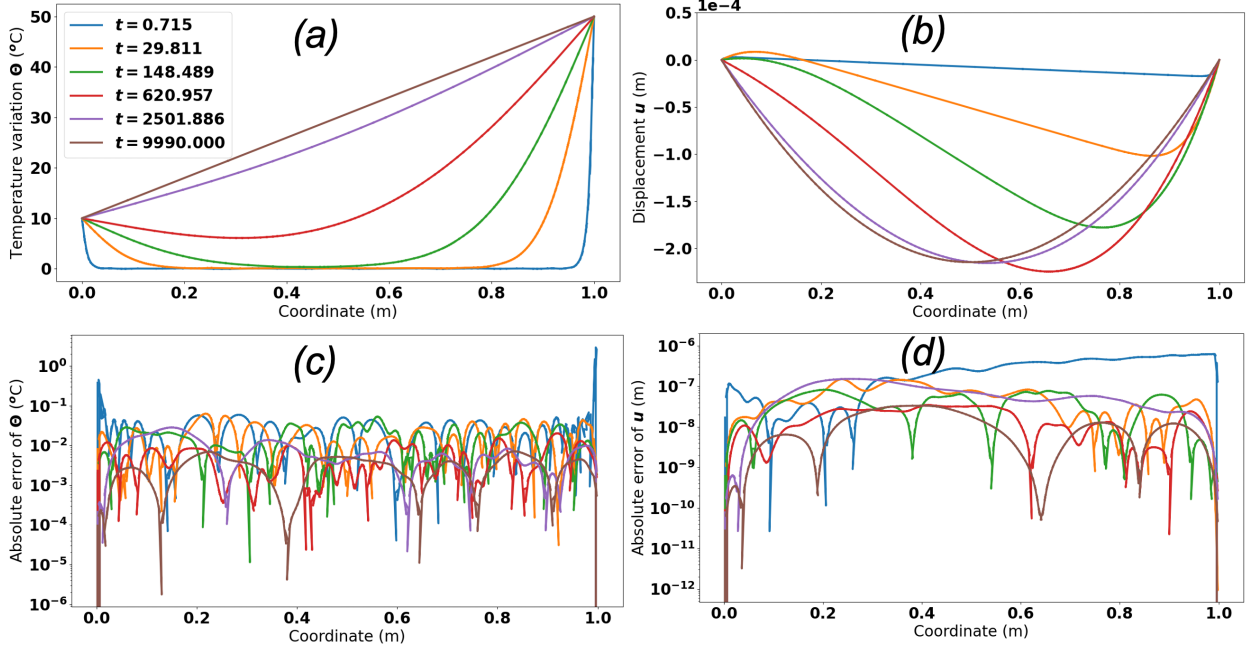 (a)
Temperature variation Θ (°C)
50
40
30
20
10
0
t = 0.715
t = 29.811
t = 148.489
t = 620.957
t = 2501.886
t = 9990.000
0.0 0.2 0.4 0.6 0.8 1.0
Coordinate (m)
1e−4
(b)
Displacement u (m)
0.5
0.0
−0.5
−1.0
−1.5
−2.0
0.0 0.2 0.4 0.6 0.8 1.0
Coordinate (m)
(c)
Absolute error of Θ (°C)
10⁰
10⁻¹
10⁻²
10⁻³
10⁻⁴
10⁻⁵
10⁻⁶
0.0 0.2 0.4 0.6 0.8 1.0
Coordinate (m)
(d)
Absolute error of u (m)
10⁻⁶
10⁻⁷
10⁻⁸
10⁻⁹
10⁻¹⁰
10⁻¹¹
10⁻¹²
0.0 0.2 0.4 0.6 0.8 1.0
Coordinate (m)